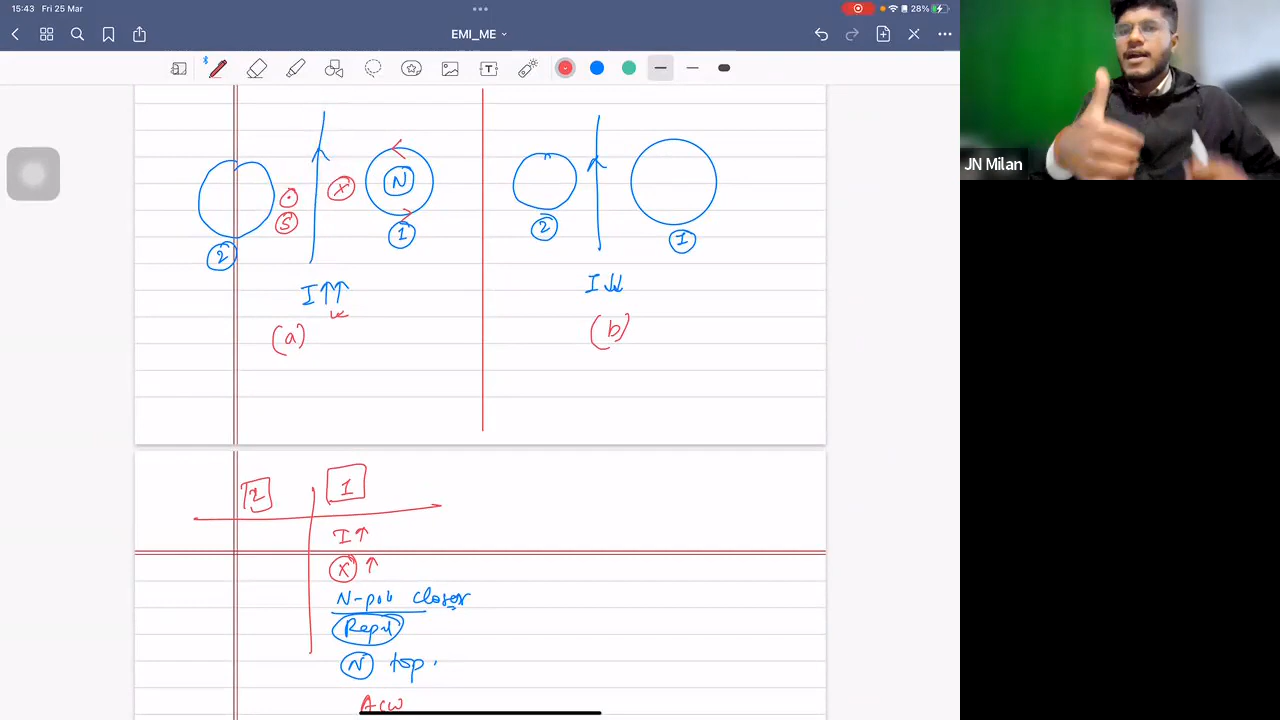 15:43 Fri 25 Mar
28%
EMI_ME
T
JN Milan
N
X
S
2
1
I↑↑
(a)
2
1
I↓↓
(b)
2 1
I↑
X ↑
N-pole closer
Repul
N top.
ACW